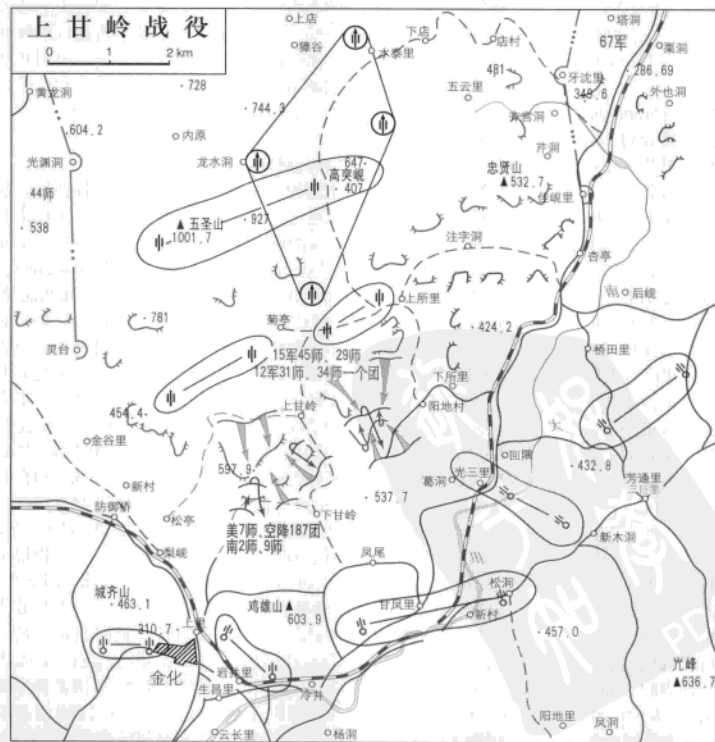 上甘岭战役
0 1 2 km
上店
獐谷
水泰里
下店
店村
塔洞
67军
栗洞
286.69
牙沈里
349.6
外也洞
481
五云里
芹洞
黄龙洞
728
744.3
604.2
内原
龙水洞
光渊洞
44师
538
647
高突岘
407
忠贤山
532.7
佳岘里
五圣山
927
1001.7
注字洞
杏亭
后岘
上所里
781
菊亭
424.2
桥田里
灵台
15军45师、29师
12军31师、34师一个团
下所里
上甘岭
阳地村
454.4
金谷里
597.9
回隅
432.8
新村
葛洞
光三里
芳通里
537.7
防御桥
松亭
下甘岭
美7师、空降187团
南2师、9师
新木洞
梨岘
凤尾
城齐山
463.1
鸡雄山
603.9
松洞
甘凤里
新村
310.7
上里
457.0
金化
岩井里
冷井
生昌里
光峰
636.7
云长里
杨洞
阳地里
凤洞